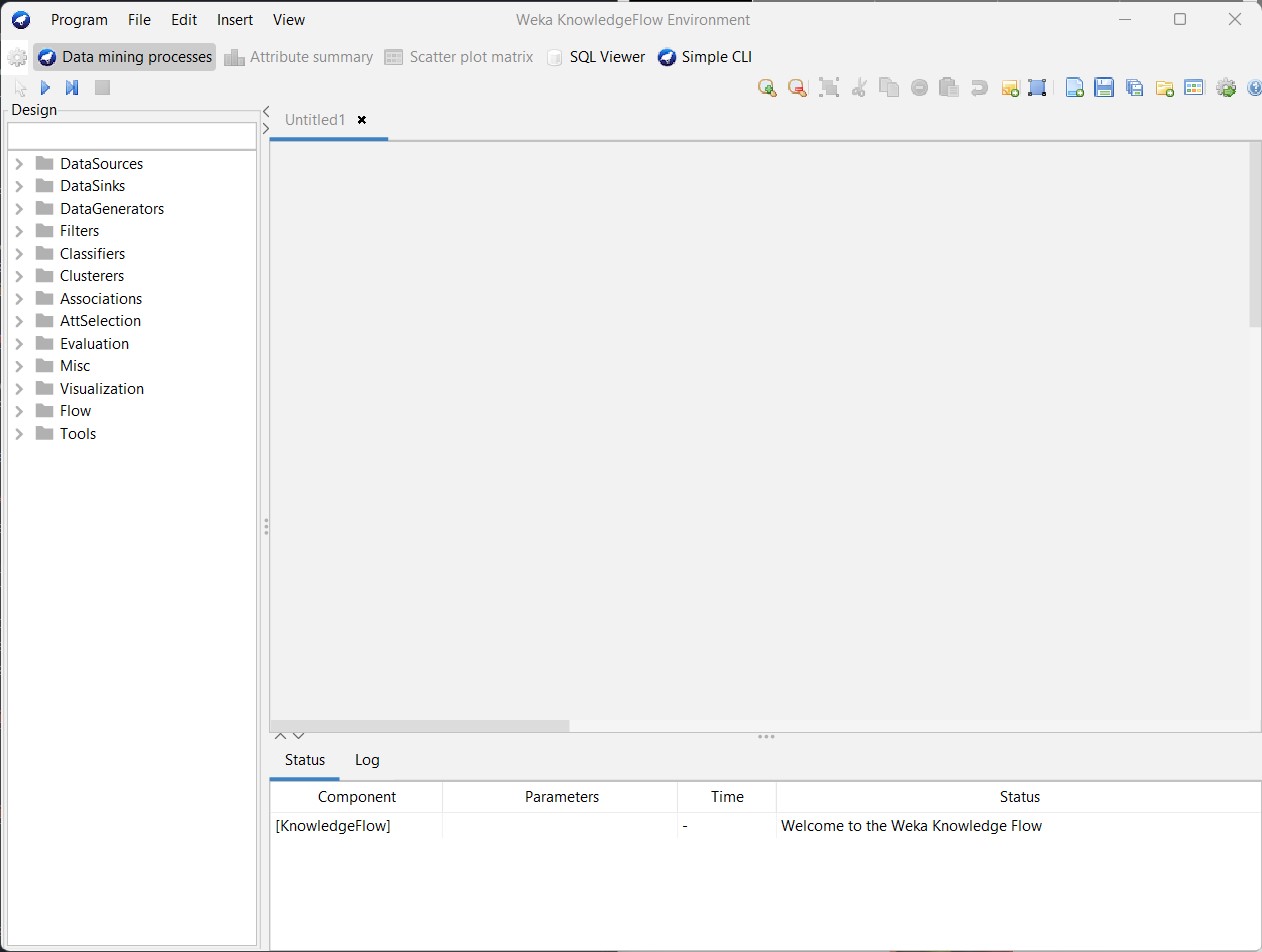 Program File Edit Insert View Weka KnowledgeFlow Environment
Data mining processes Attribute summary Scatter plot matrix SQL Viewer Simple CLI
Design
Untitled1
DataSources
DataSinks
DataGenerators
Filters
Classifiers
Clusterers
Associations
AttSelection
Evaluation
Misc
Visualization
Flow
Tools
Status Log
Component Parameters Time Status
[KnowledgeFlow] - Welcome to the Weka Knowledge Flow